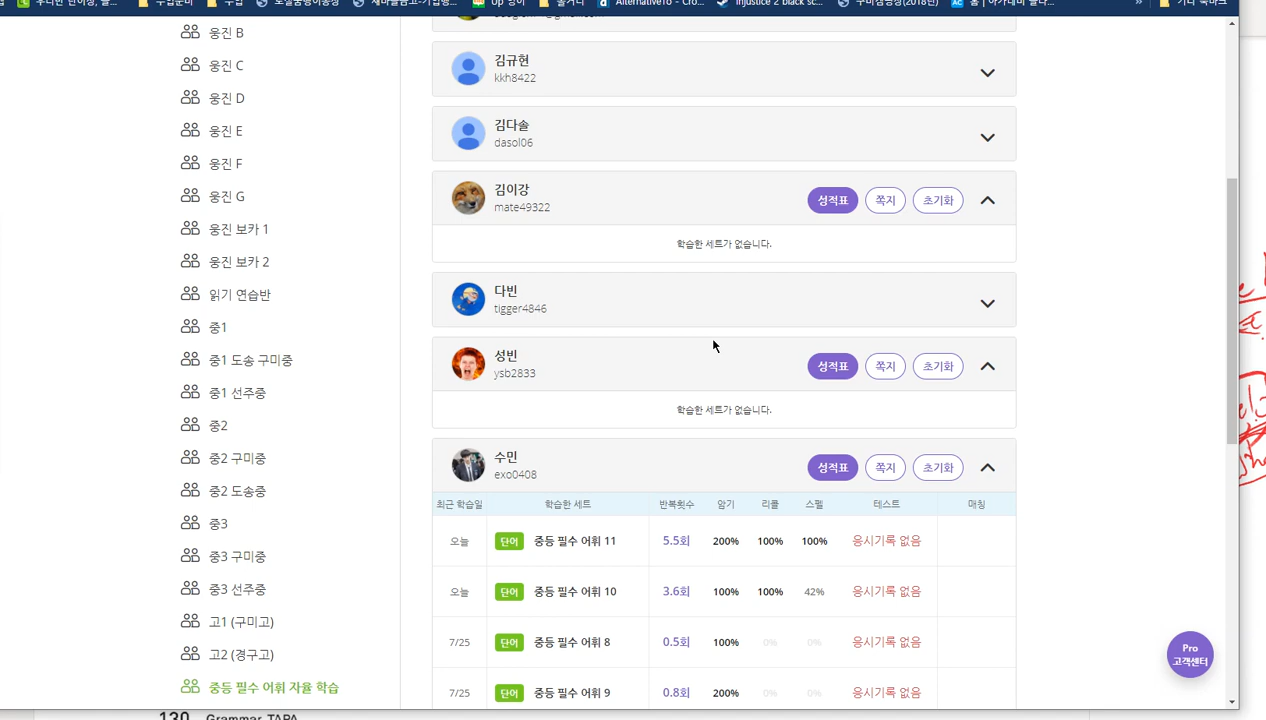 홈 | 아카데미 클라...
Injustice 2 black sc...
AlternativeTo - Cro...
웅진 B
웅진 C
웅진 D
웅진 E
웅진 F
웅진 G
웅진 보카 1
웅진 보카 2
읽기 연습반
중1
중1 도송 구미중
중1 선주중
중2
중2 구미중
중2 도송중
중3
중3 구미중
중3 선주중
고1 (구미고)
고2 (경구고)
중등 필수 어휘 자율 학습
김규현
kkh8422
김다솔
dasol06
김이강
mate49322
성적표 쪽지 초기화
학습한 세트가 없습니다.
다빈
tigger4846
성빈
ysb2833
성적표 쪽지 초기화
학습한 세트가 없습니다.
수민
exo0408
성적표 쪽지 초기화
최근 학습일 학습한 세트 반복횟수 암기 리콜 스펠 테스트 매칭
오늘 단어 중등 필수 어휘 11 5.5회 200% 100% 100% 응시기록 없음
오늘 단어 중등 필수 어휘 10 3.6회 100% 100% 42% 응시기록 없음
7/25 단어 중등 필수 어휘 8 0.5회 100% 0% 0% 응시기록 없음
7/25 단어 중등 필수 어휘 9 0.8회 200% 0% 0% 응시기록 없음
Pro
고객센터
130 Grammar TAPA